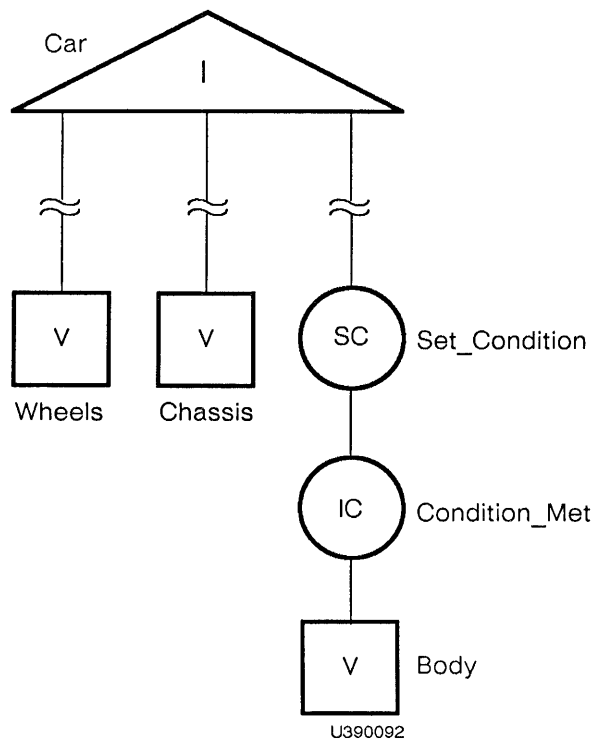 Car
I
V
V
SC
Set_Condition
Wheels
Chassis
IC
Condition_Met
V
Body
U390092